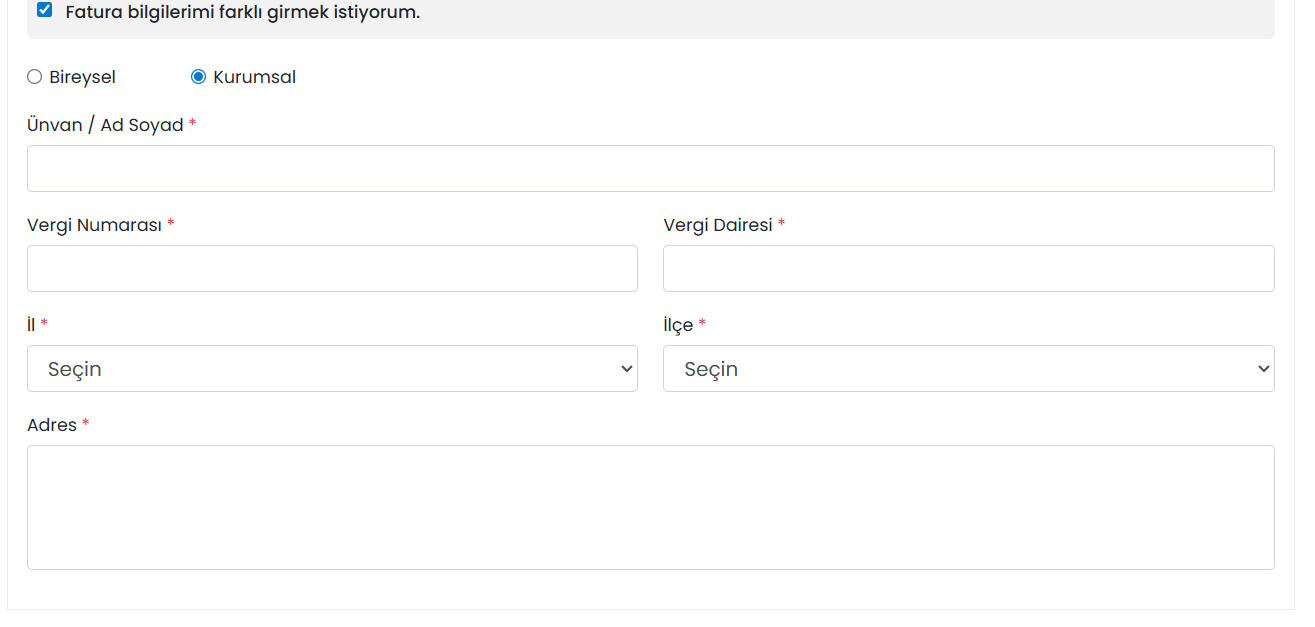 Fatura bilgilerimi farklı girmek istiyorum.
Bireysel Kurumsal
Ünvan / Ad Soyad *
Vergi Numarası * Vergi Dairesi *
İl * İlçe *
Seçin Seçin
Adres *